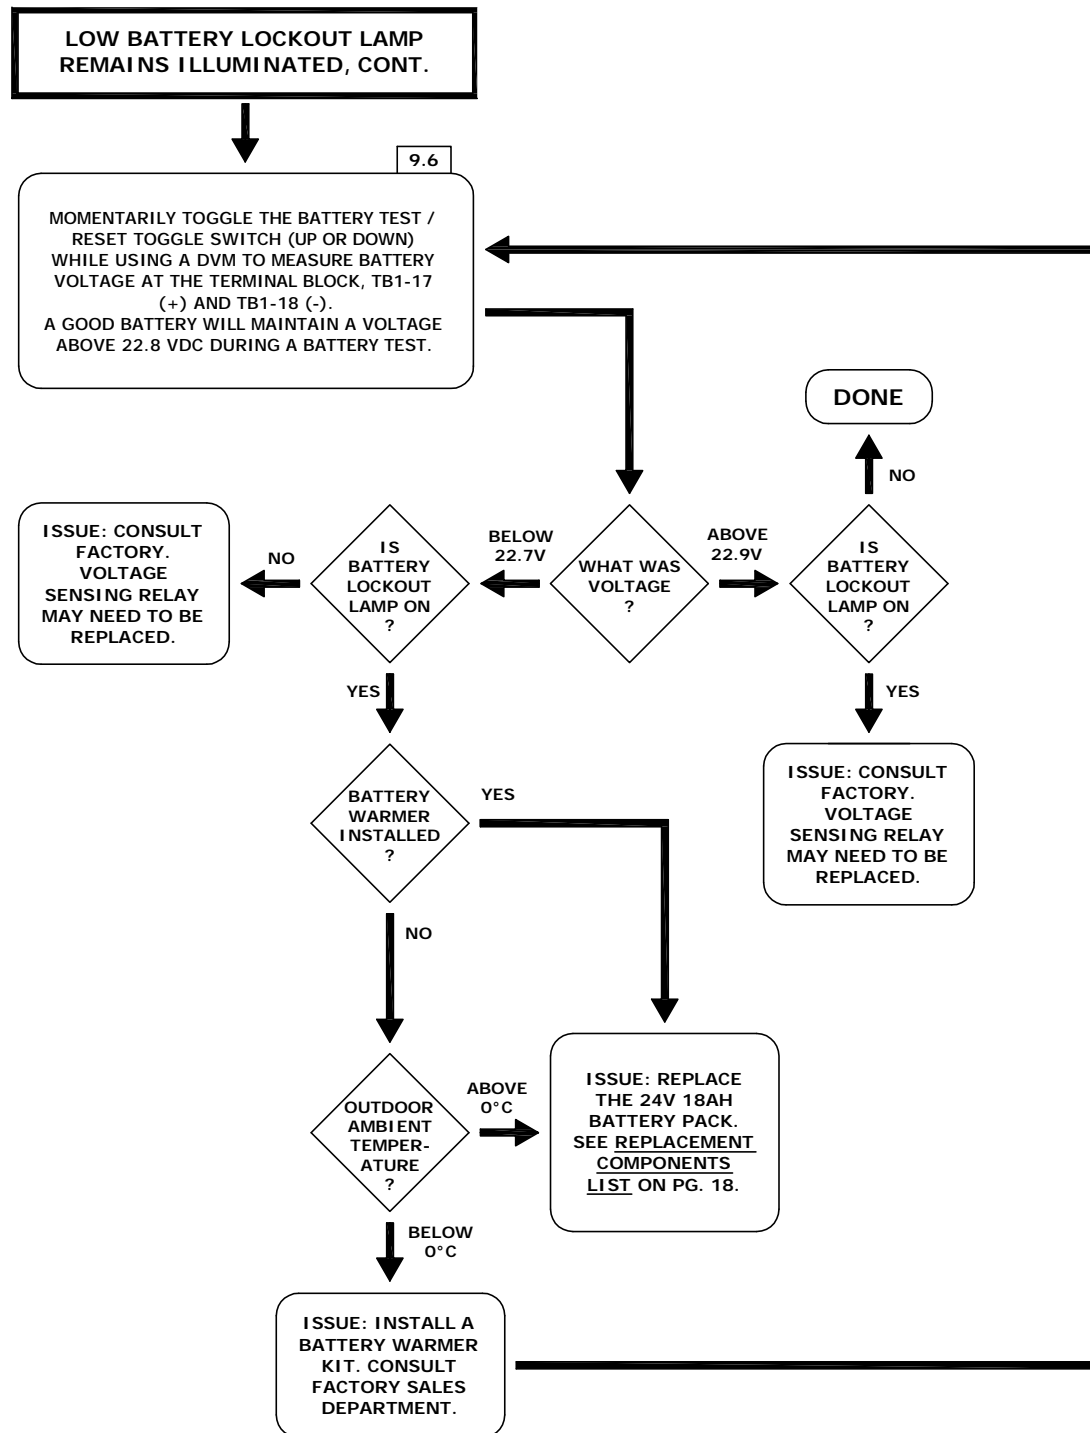 LOW BATTERY LOCKOUT LAMP
REMAINS ILLUMINATED, CONT.
9.6
MOMENTARILY TOGGLE THE BATTERY TEST /
RESET TOGGLE SWITCH (UP OR DOWN)
WHILE USING A DVM TO MEASURE BATTERY
VOLTAGE AT THE TERMINAL BLOCK, TB1-17
(+) AND TB1-18 (-).
A GOOD BATTERY WILL MAINTAIN A VOLTAGE
ABOVE 22.8 VDC DURING A BATTERY TEST.
DONE
NO
ISSUE: CONSULT
FACTORY.
VOLTAGE
SENSING RELAY
MAY NEED TO BE
REPLACED.
NO
IS
BATTERY
LOCKOUT
LAMP ON
?
BELOW
22.7V
WHAT WAS
VOLTAGE
?
ABOVE
22.9V
IS
BATTERY
LOCKOUT
LAMP ON
?
YES
YES
ISSUE: CONSULT
FACTORY.
VOLTAGE
SENSING RELAY
MAY NEED TO BE
REPLACED.
BATTERY
WARMER
INSTALLED
?
YES
NO
OUTDOOR
AMBIENT
TEMPER-
ATURE
?
ABOVE
0°C
ISSUE: REPLACE
THE 24V 18AH
BATTERY PACK.
SEE REPLACEMENT
COMPONENTS
LIST ON PG. 18.
BELOW
0°C
ISSUE: INSTALL A
BATTERY WARMER
KIT. CONSULT
FACTORY SALES
DEPARTMENT.